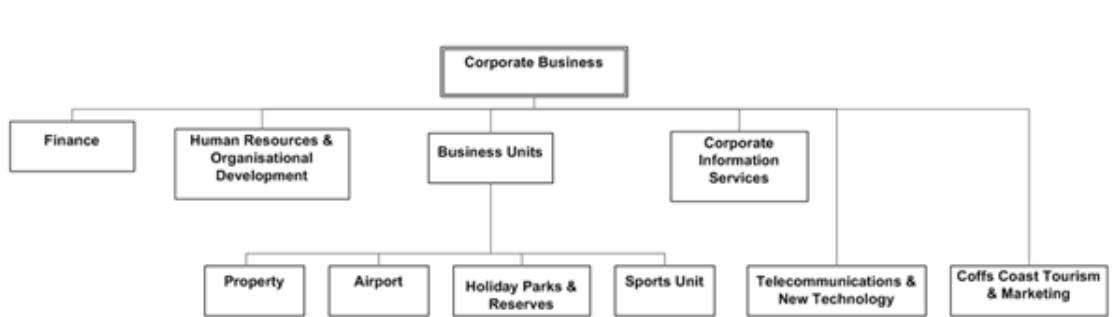 Corporate Business
Finance
Human Resources &
Organisational
Development
Business Units
Corporate
Information
Services
Property
Airport
Holiday Parks &
Reserves
Sports Unit
Telecommunications &
New Technology
Coffs Coast Tourism
& Marketing